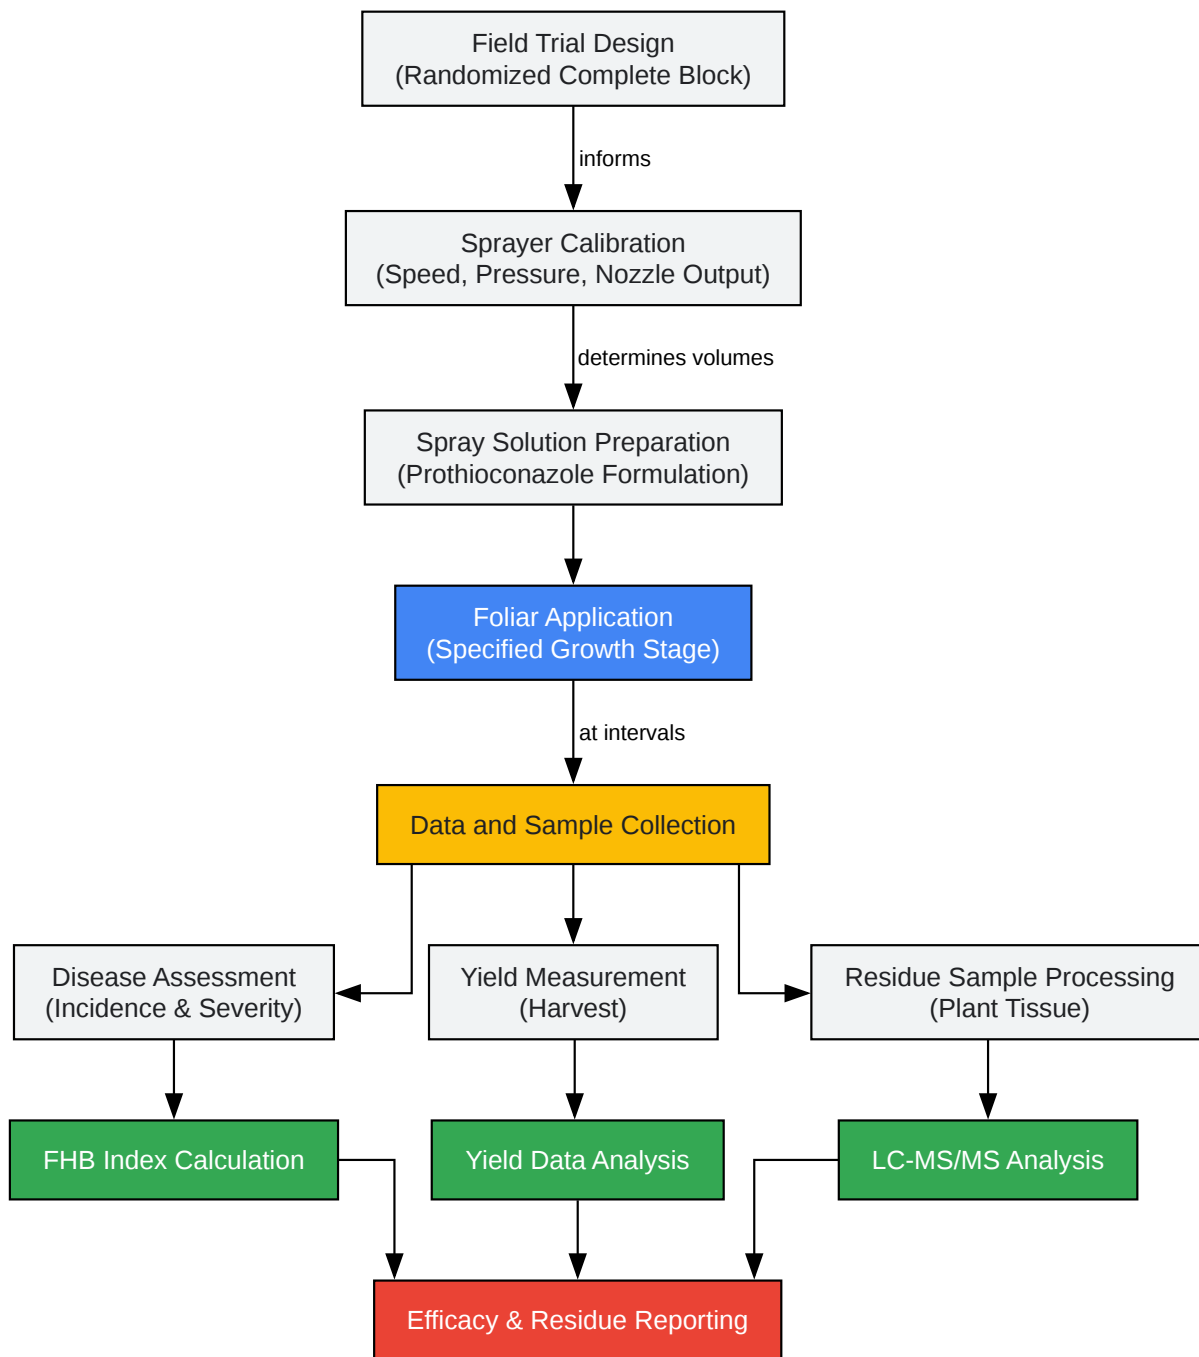 Field Trial Design
(Randomized Complete Block)
informs
Sprayer Calibration
(Speed, Pressure, Nozzle Output)
determines volumes
Spray Solution Preparation
(Prothioconazole Formulation)
Foliar Application
(Specified Growth Stage)
at intervals
Data and Sample Collection
Disease Assessment
(Incidence & Severity)
Yield Measurement
(Harvest)
Residue Sample Processing
(Plant Tissue)
FHB Index Calculation
Yield Data Analysis
LC-MS/MS Analysis
Efficacy & Residue Reporting